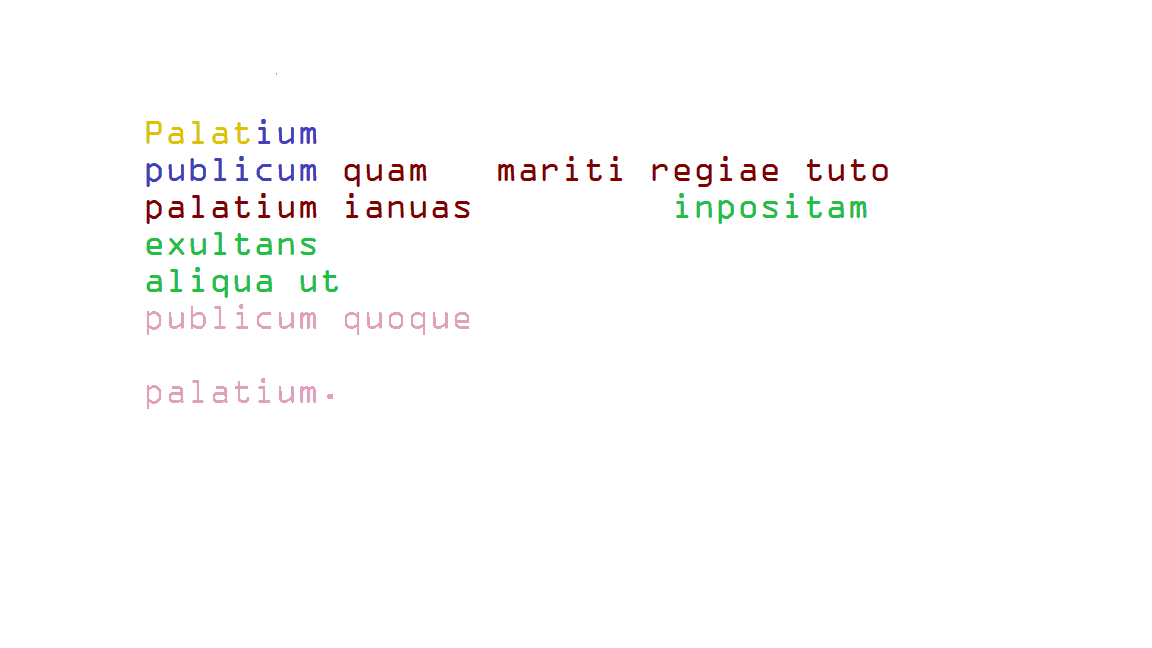 Palatium
publicum quam mariti regiae tuto
palatium ianuas inpositam
exultans
aliqua ut
publicum quoque
palatium.